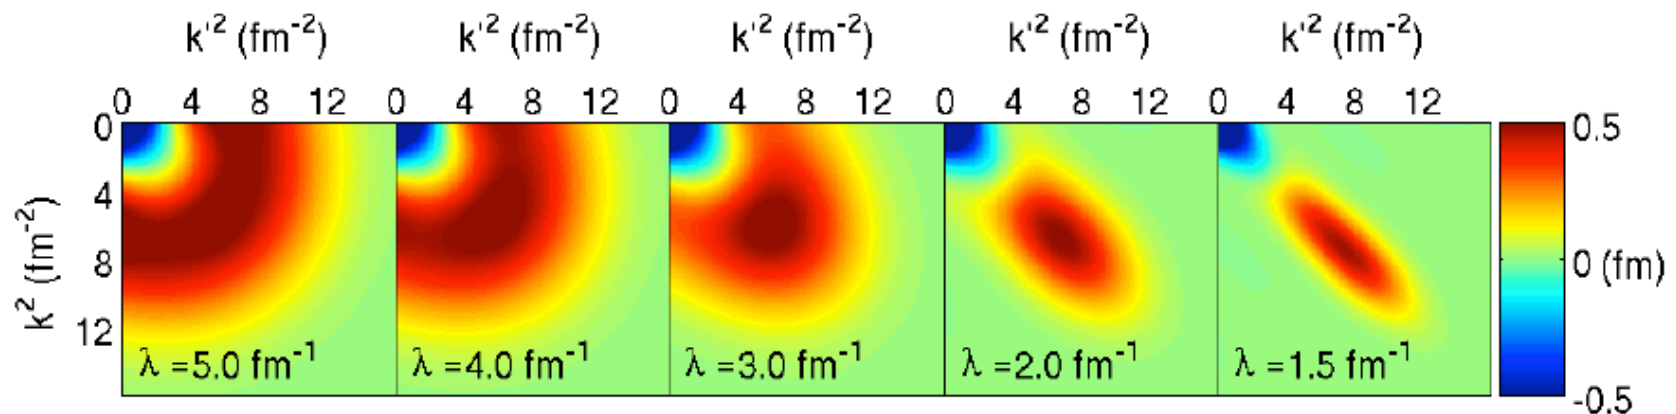 k'² (fm⁻²) k'² (fm⁻²) k'² (fm⁻²) k'² (fm⁻²) k'² (fm⁻²)
0 4 8 12 0 4 8 12 0 4 8 12 0 4 8 12 0 4 8 12
0
4
8
12
k² (fm⁻²)
λ =5.0 fm⁻¹
λ =4.0 fm⁻¹
λ =3.0 fm⁻¹
λ =2.0 fm⁻¹
λ =1.5 fm⁻¹
0.5
0 (fm)
-0.5